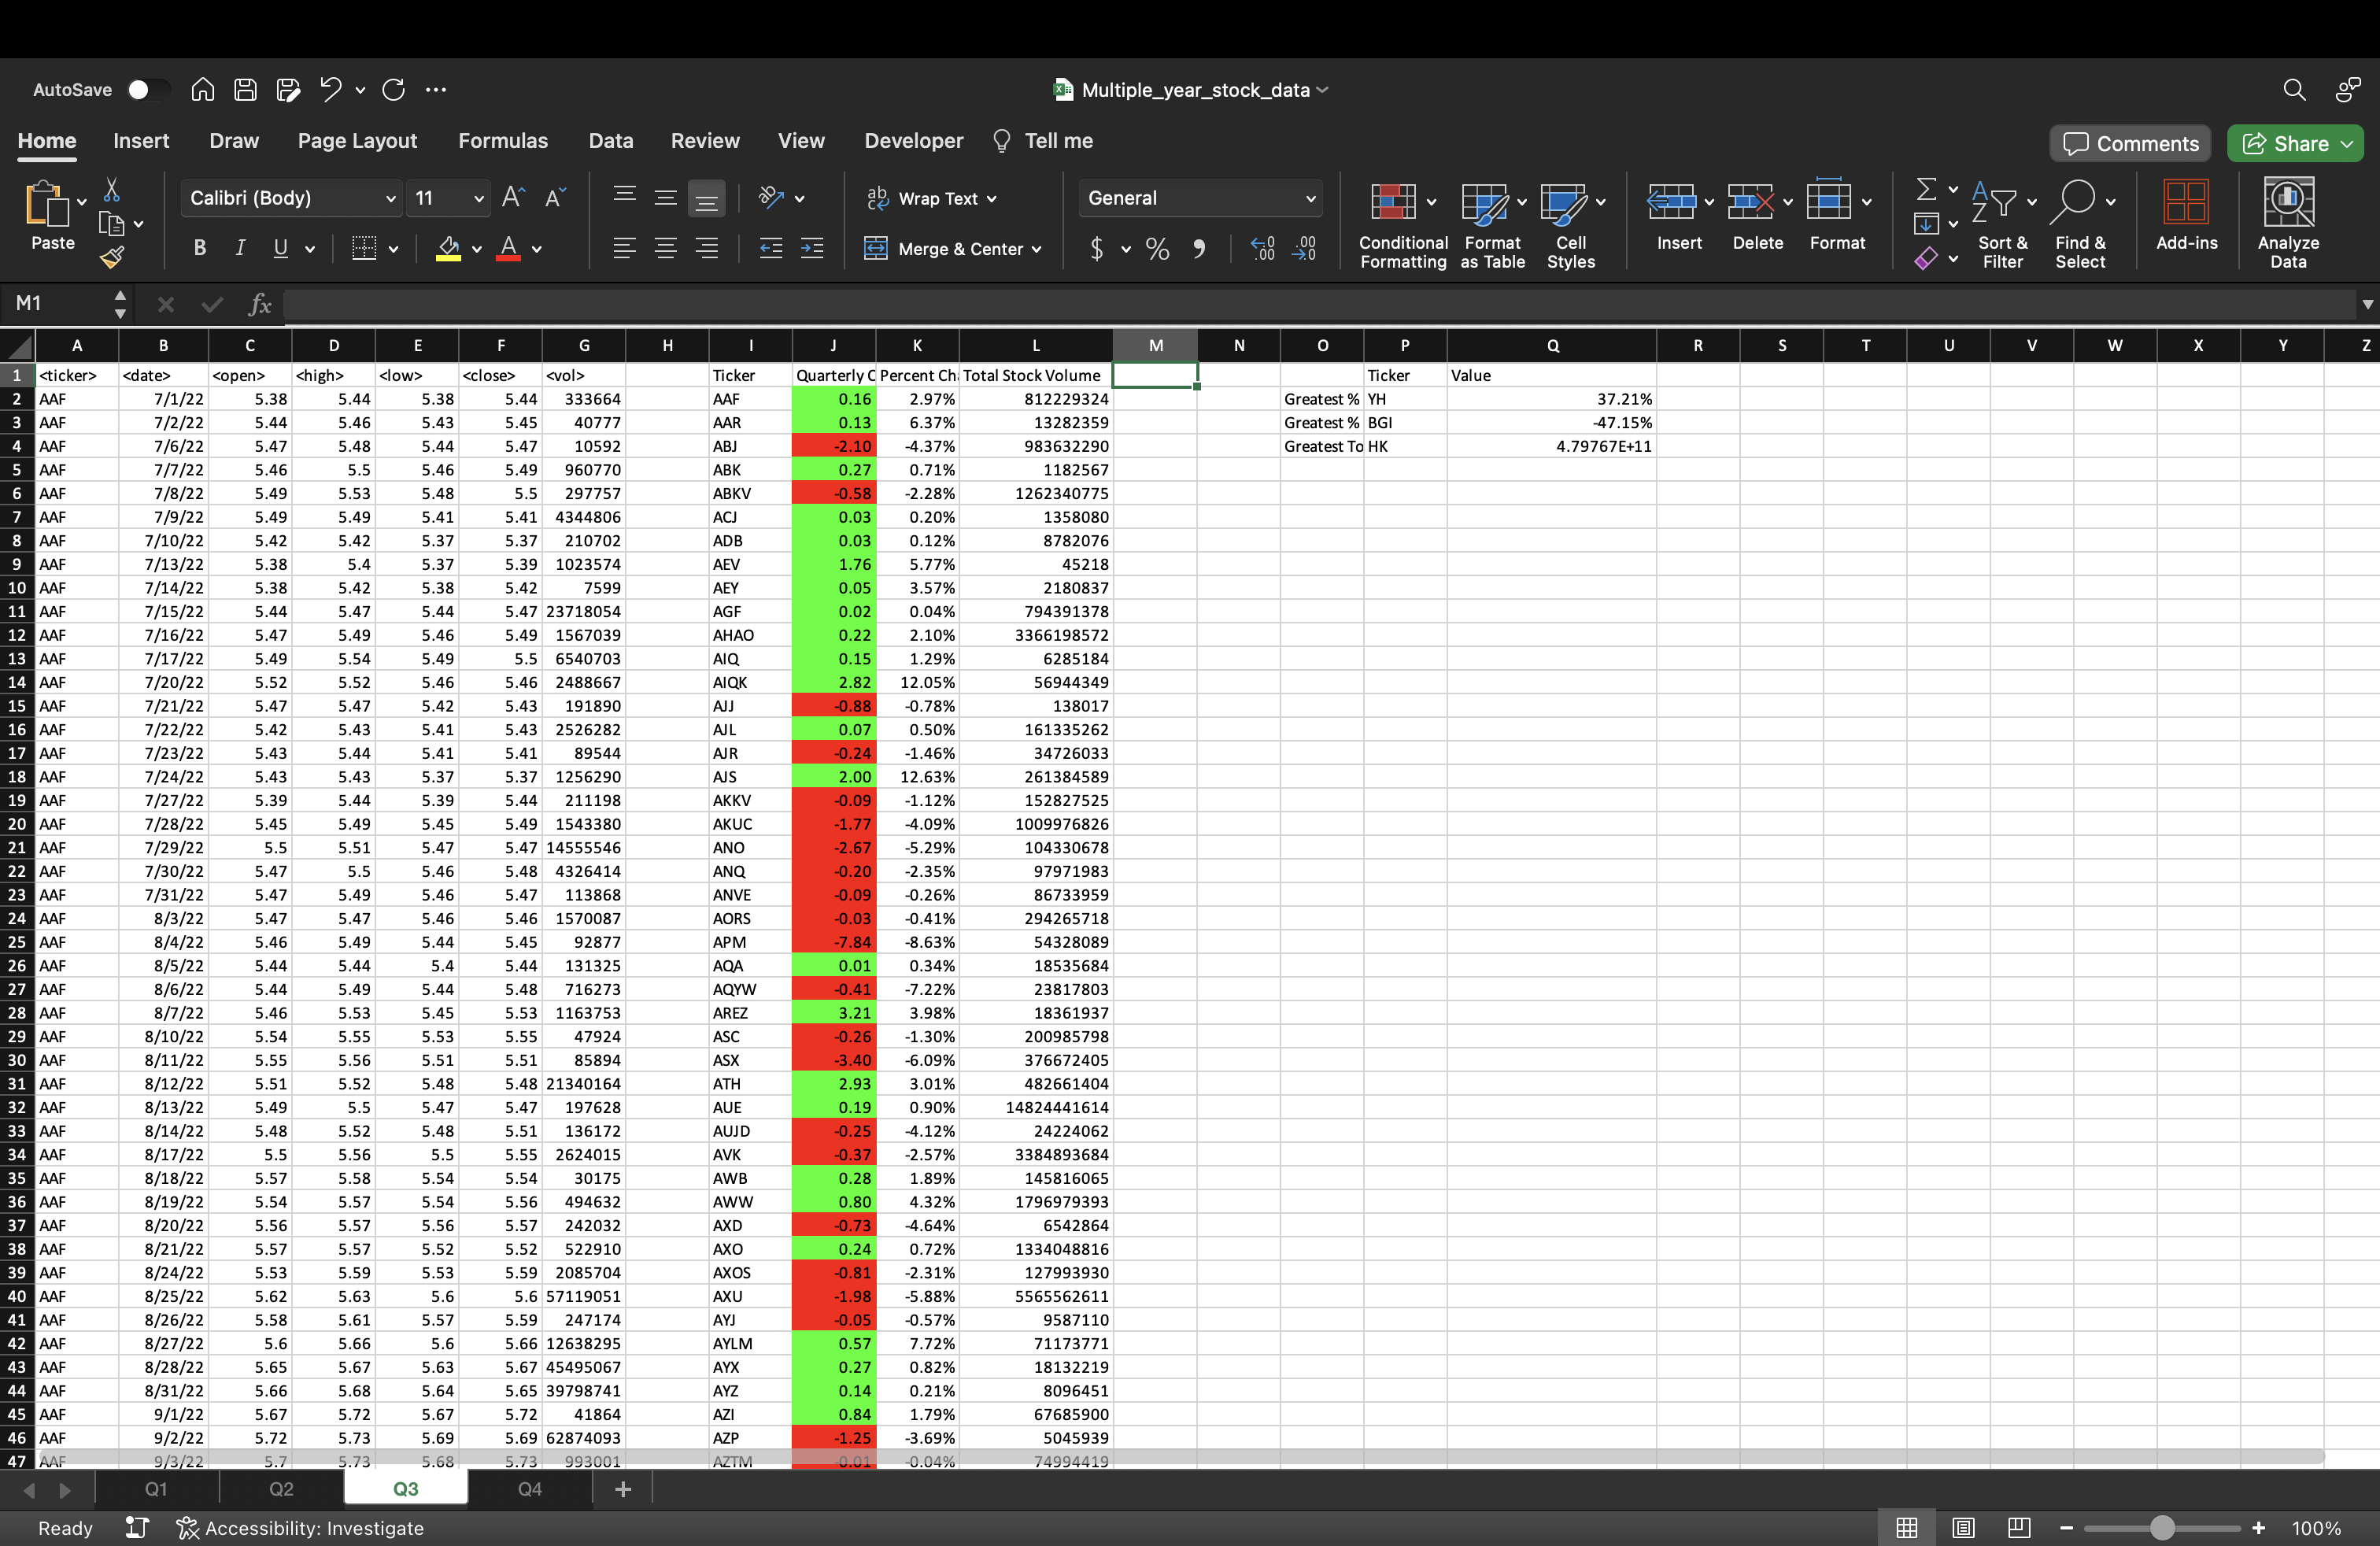 AutoSave
Multiple_year_stock_data
Home Insert Draw Page Layout Formulas Data Review View Developer Tell me Comments Share
Paste Calibri (Body) 11 Wrap Text General Conditional Formatting Format as Table Cell Styles Insert Delete Format Sort & Filter Find & Select Add-ins Analyze Data
B I U A Merge & Center $ % 9
M1 fx
A B C D E F G H I J K L M N O P Q R S T U V W X Y Z
1 <ticker> <date> <open> <high> <low> <close> <vol> Ticker Quarterly C Percent Ch Total Stock Volume Ticker Value
2 AAF 7/1/22 5.38 5.44 5.38 5.44 333664 AAF 0.16 2.97% 812229324 Greatest % YH 37.21%
3 AAF 7/2/22 5.44 5.46 5.43 5.45 40777 AAR 0.13 6.37% 13282359 Greatest % BGI -47.15%
4 AAF 7/6/22 5.47 5.48 5.44 5.47 10592 ABJ -2.10 -4.37% 983632290 Greatest To HK 4.79767E+11
5 AAF 7/7/22 5.46 5.5 5.46 5.49 960770 ABK 0.27 0.71% 1182567
6 AAF 7/8/22 5.49 5.53 5.48 5.5 297757 ABKV -0.58 -2.28% 1262340775
7 AAF 7/9/22 5.49 5.49 5.41 5.41 4344806 ACJ 0.03 0.20% 1358080
8 AAF 7/10/22 5.42 5.42 5.37 5.37 210702 ADB 0.03 0.12% 8782076
9 AAF 7/13/22 5.38 5.4 5.37 5.39 1023574 AEV 1.76 5.77% 45218
10 AAF 7/14/22 5.38 5.42 5.38 5.42 7599 AEY 0.05 3.57% 2180837
11 AAF 7/15/22 5.44 5.47 5.44 5.47 23718054 AGF 0.02 0.04% 794391378
12 AAF 7/16/22 5.47 5.49 5.46 5.49 1567039 AHAO 0.22 2.10% 3366198572
13 AAF 7/17/22 5.49 5.54 5.49 5.5 6540703 AIQ 0.15 1.29% 6285184
14 AAF 7/20/22 5.52 5.52 5.46 5.46 2488667 AIQK 2.82 12.05% 56944349
15 AAF 7/21/22 5.47 5.47 5.42 5.43 191890 AJJ -0.88 -0.78% 138017
16 AAF 7/22/22 5.42 5.43 5.41 5.43 2526282 AJL 0.07 0.50% 161335262
17 AAF 7/23/22 5.43 5.44 5.41 5.41 89544 AJR -0.24 -1.46% 34726033
18 AAF 7/24/22 5.43 5.43 5.37 5.37 1256290 AJS 2.00 12.63% 261384589
19 AAF 7/27/22 5.39 5.44 5.39 5.44 211198 AKKV -0.09 -1.12% 152827525
20 AAF 7/28/22 5.45 5.49 5.45 5.49 1543380 AKUC -1.77 -4.09% 1009976826
21 AAF 7/29/22 5.5 5.51 5.47 5.47 14555546 ANO -2.67 -5.29% 104330678
22 AAF 7/30/22 5.47 5.5 5.46 5.48 4326414 ANQ -0.20 -2.35% 97971983
23 AAF 7/31/22 5.47 5.49 5.46 5.47 113868 ANVE -0.09 -0.26% 86733959
24 AAF 8/3/22 5.47 5.47 5.46 5.46 1570087 AORS -0.03 -0.41% 294265718
25 AAF 8/4/22 5.46 5.49 5.44 5.45 92877 APM -7.84 -8.63% 54328089
26 AAF 8/5/22 5.44 5.44 5.4 5.44 131325 AQA 0.01 0.34% 18535684
27 AAF 8/6/22 5.44 5.49 5.44 5.48 716273 AQYW -0.41 -7.22% 23817803
28 AAF 8/7/22 5.46 5.53 5.45 5.53 1163753 AREZ 3.21 3.98% 18361937
29 AAF 8/10/22 5.54 5.55 5.53 5.55 47924 ASC -0.26 -1.30% 200985798
30 AAF 8/11/22 5.55 5.56 5.51 5.51 85894 ASX -3.40 -6.09% 376672405
31 AAF 8/12/22 5.51 5.52 5.48 5.48 21340164 ATH 2.93 3.01% 482661404
32 AAF 8/13/22 5.49 5.5 5.47 5.47 197628 AUE 0.19 0.90% 14824441614
33 AAF 8/14/22 5.48 5.52 5.48 5.51 136172 AUJD -0.25 -4.12% 24224062
34 AAF 8/17/22 5.5 5.56 5.5 5.55 2624015 AVK -0.37 -2.57% 3384893684
35 AAF 8/18/22 5.57 5.58 5.54 5.54 30175 AWB 0.28 1.89% 145816065
36 AAF 8/19/22 5.54 5.57 5.54 5.56 494632 AWW 0.80 4.32% 1796979393
37 AAF 8/20/22 5.56 5.57 5.56 5.57 242032 AXD -0.73 -4.64% 6542864
38 AAF 8/21/22 5.57 5.57 5.52 5.52 522910 AXO 0.24 0.72% 1334048816
39 AAF 8/24/22 5.53 5.59 5.53 5.59 2085704 AXOS -0.81 -2.31% 127993930
40 AAF 8/25/22 5.62 5.63 5.6 5.6 57119051 AXU -1.98 -5.88% 5565562611
41 AAF 8/26/22 5.58 5.61 5.57 5.59 247174 AYJ -0.05 -0.57% 9587110
42 AAF 8/27/22 5.6 5.66 5.6 5.66 12638295 AYLM 0.57 7.72% 71173771
43 AAF 8/28/22 5.65 5.67 5.63 5.67 45495067 AYX 0.27 0.82% 18132219
44 AAF 8/31/22 5.66 5.68 5.64 5.65 39798741 AYZ 0.14 0.21% 8096451
45 AAF 9/1/22 5.67 5.72 5.67 5.72 41864 AZI 0.84 1.79% 67685900
46 AAF 9/2/22 5.72 5.73 5.69 5.69 62874093 AZP -1.25 -3.69% 5045939
47 AAF 9/3/22 5.7 5.73 5.68 5.73 993001 AZTM -0.01 -0.04% 74994419
Q1 Q2 Q3 Q4 +
Ready Accessibility: Investigate 100%